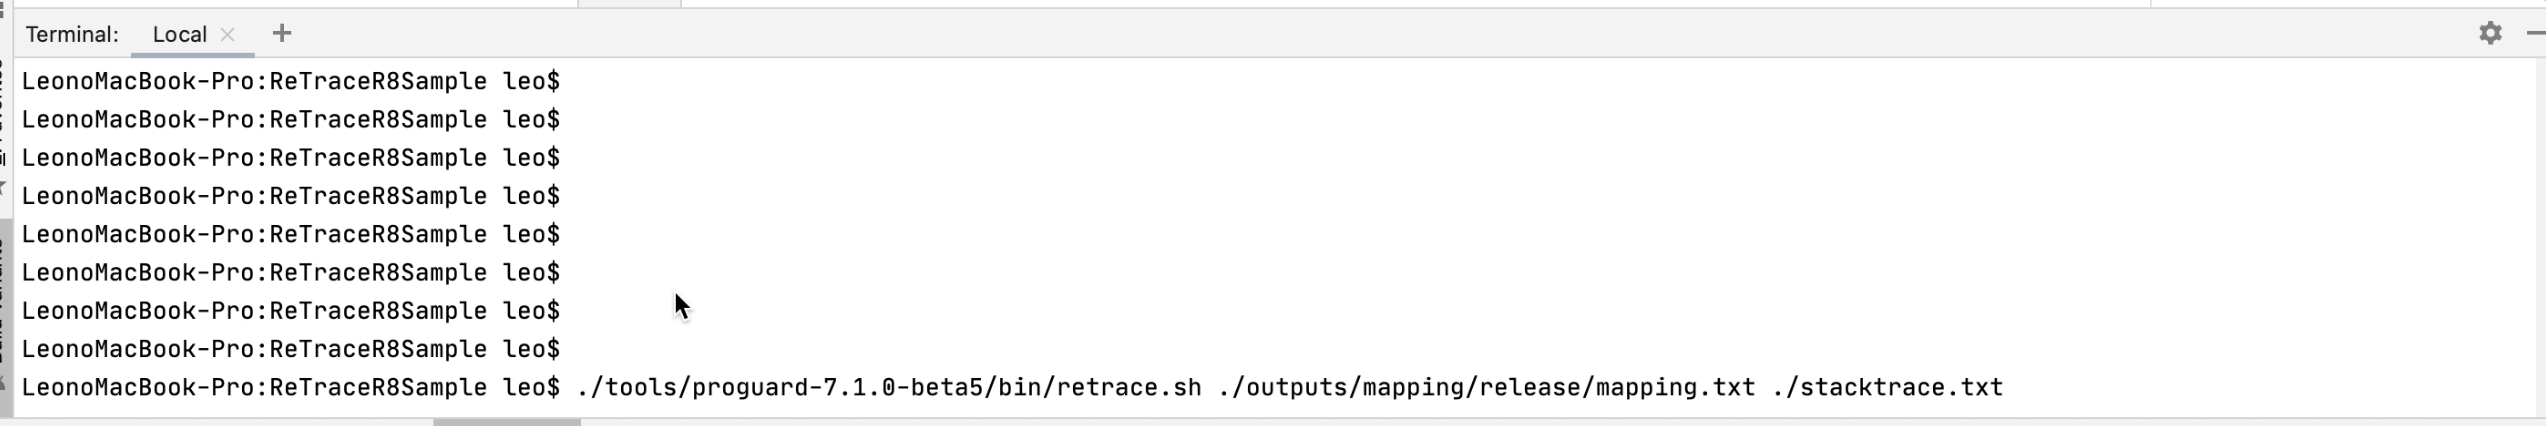 Terminal: Local
LeonoMacBook-Pro:ReTraceR8Sample leo$
LeonoMacBook-Pro:ReTraceR8Sample leo$
LeonoMacBook-Pro:ReTraceR8Sample leo$
LeonoMacBook-Pro:ReTraceR8Sample leo$
LeonoMacBook-Pro:ReTraceR8Sample leo$
LeonoMacBook-Pro:ReTraceR8Sample leo$
LeonoMacBook-Pro:ReTraceR8Sample leo$
LeonoMacBook-Pro:ReTraceR8Sample leo$
LeonoMacBook-Pro:ReTraceR8Sample leo$ ./tools/proguard-7.1.0-beta5/bin/retrace.sh ./outputs/mapping/release/mapping.txt ./stacktrace.txt